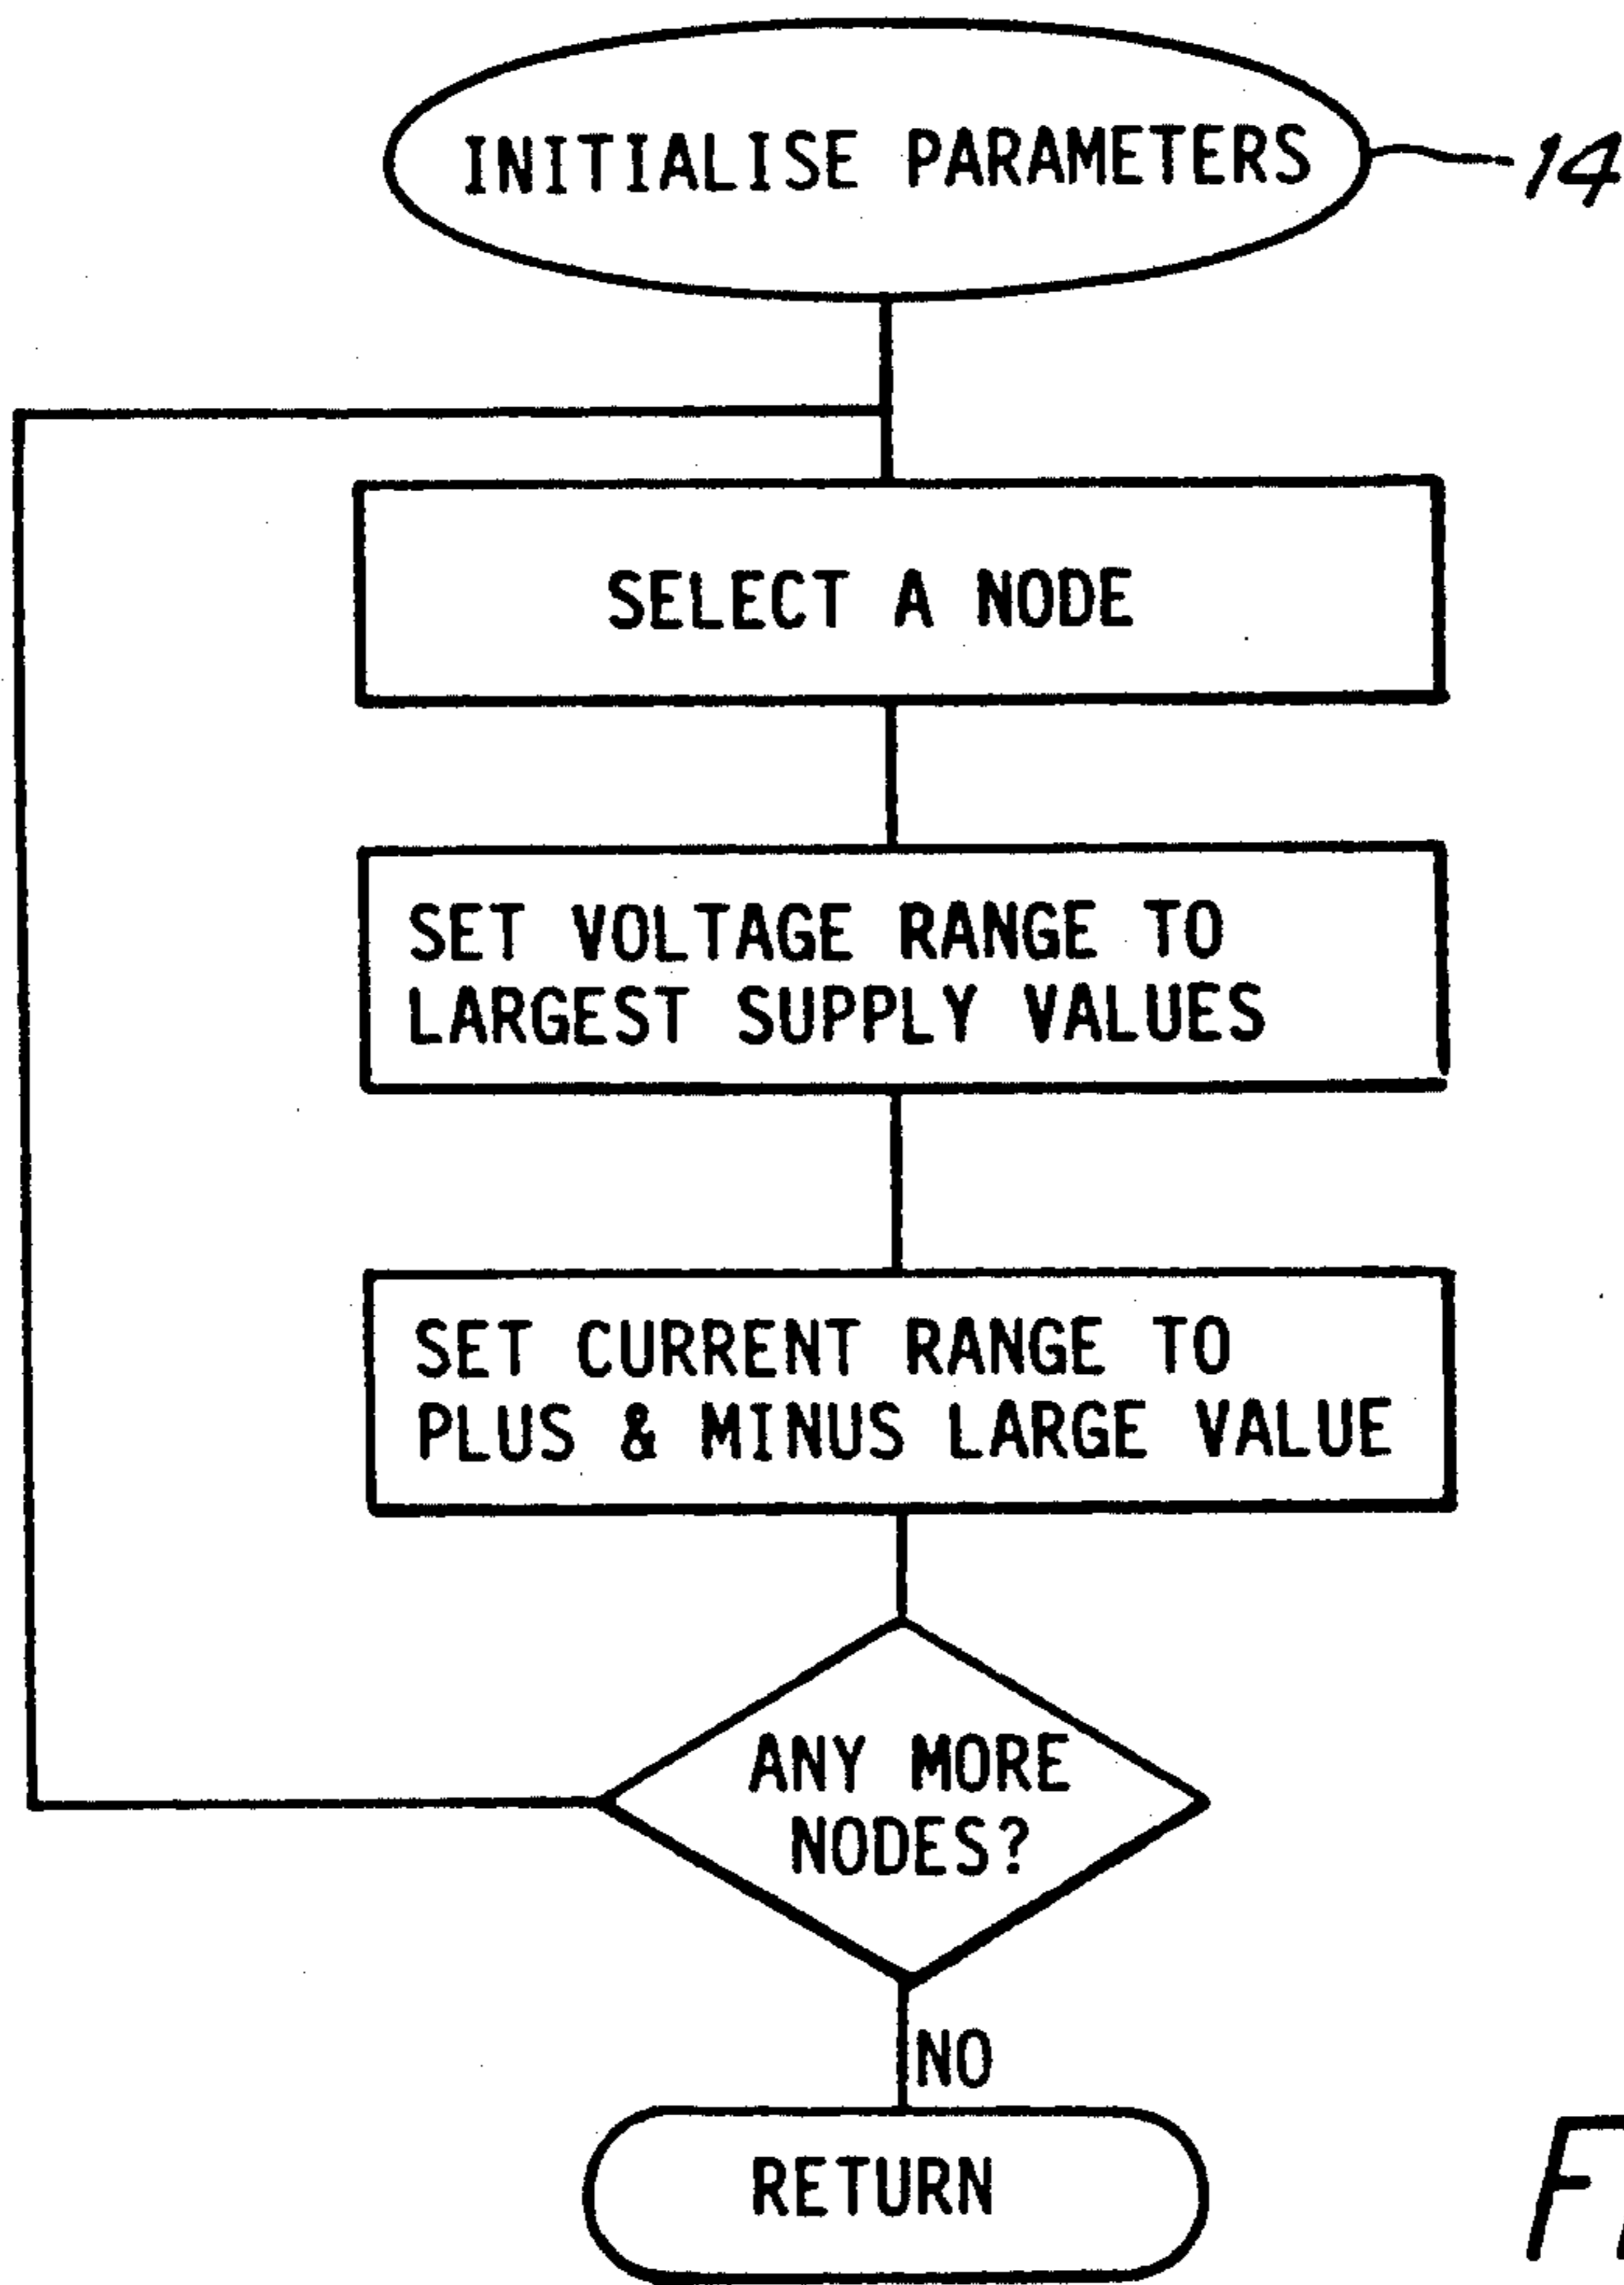 INITIALISE PARAMETERS
14
SELECT A NODE
SET VOLTAGE RANGE TO
LARGEST SUPPLY VALUES
SET CURRENT RANGE TO
PLUS & MINUS LARGE VALUE
ANY MORE
NODES?
NO
RETURN